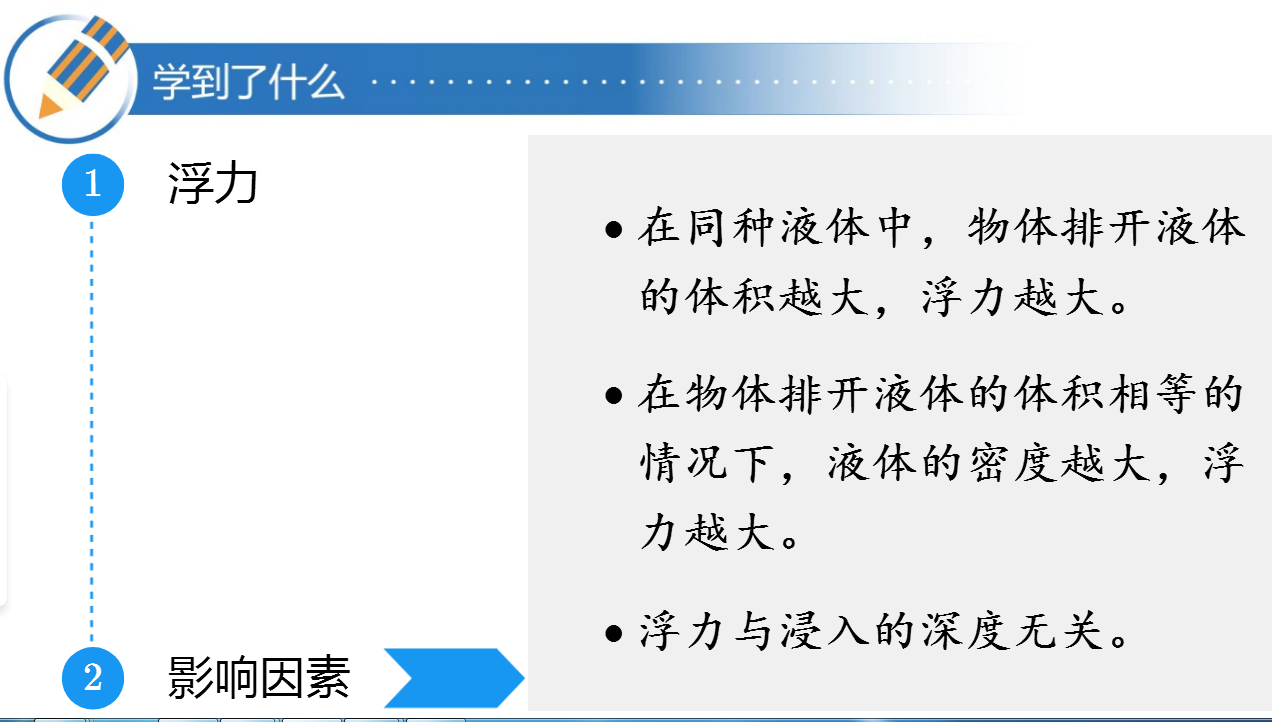 学到了什么
1 浮力
• 在同种液体中，物体排开液体
的体积越大，浮力越大。
• 在物体排开液体的体积相等的
情况下，液体的密度越大，浮
力越大。
• 浮力与浸入的深度无关。
2 影响因素